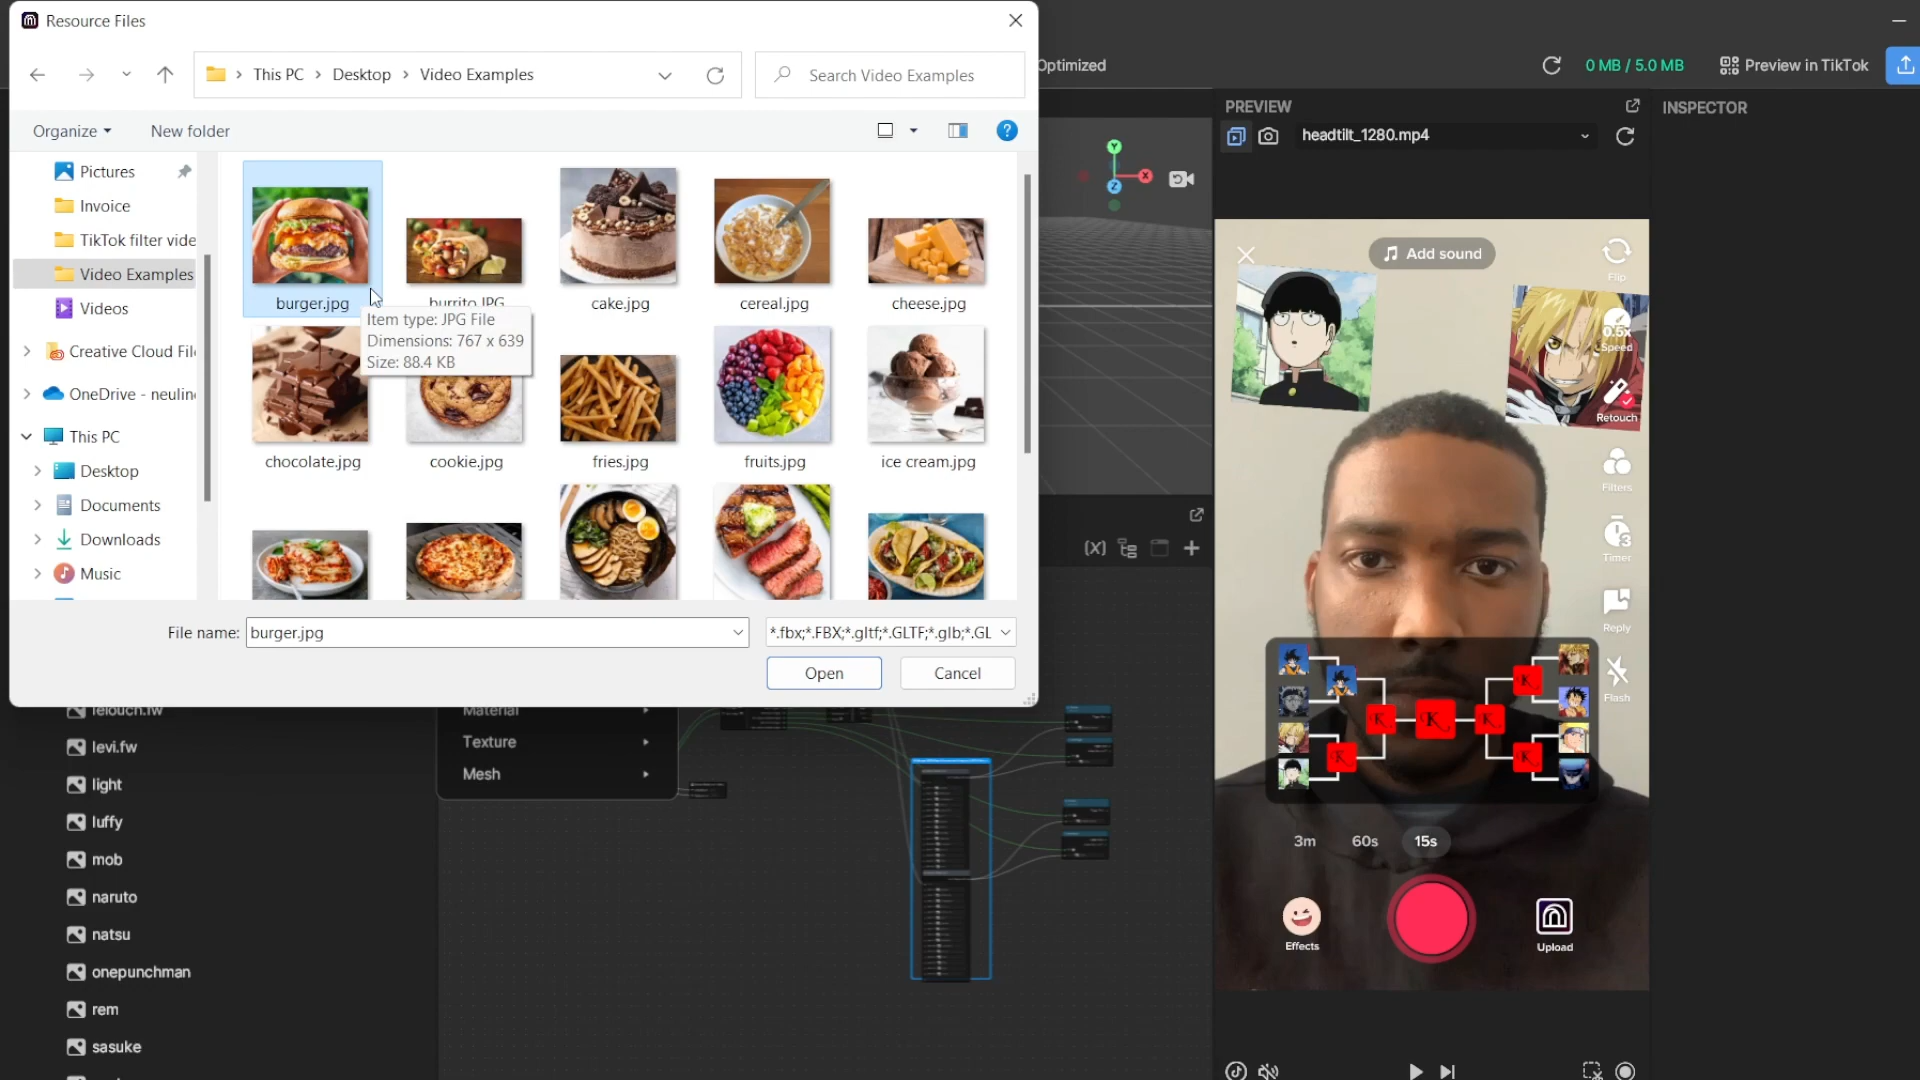 Resource Files
This PC
Desktop
Video Examples
Search Video Examples
Organize
New folder
Pictures
Invoice
TikTok filter vide
Video Examples
Videos
Creative Cloud Fil
OneDrive - neulin
This PC
Desktop
Documents
Downloads
Music
burger.jpg
burrito.JPG
cake.jpg
cereal.jpg
cheese.jpg
Item type: JPG File
Dimensions: 767 x 639
Size: 88.4 KB
chocolate.jpg
cookie.jpg
fries.jpg
fruits.jpg
ice cream.jpg
File name:
burger.jpg
*.fbx;*.FBX;*.gltf;*.GLTF;*.glb;*.GL
Open
Cancel
Optimized
0 MB / 5.0 MB
Preview in TikTok
PREVIEW
INSPECTOR
headtilt_1280.mp4
Y
X
Z
(X)
Add sound
Flip
0.5x
Speed
Retouch
Filters
3
Timer
Reply
Flash
K
K
K
K
K
K
3m
60s
15s
Effects
Upload
lelouch.fw
levi.fw
light
luffy
mob
naruto
natsu
onepunchman
rem
sasuke
Material
Texture
Mesh